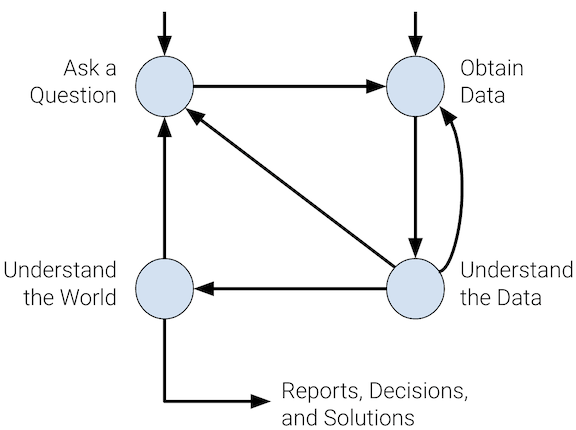 Ask a
Question
Obtain
Data
Understand
the World
Understand
the Data
Reports, Decisions,
and Solutions